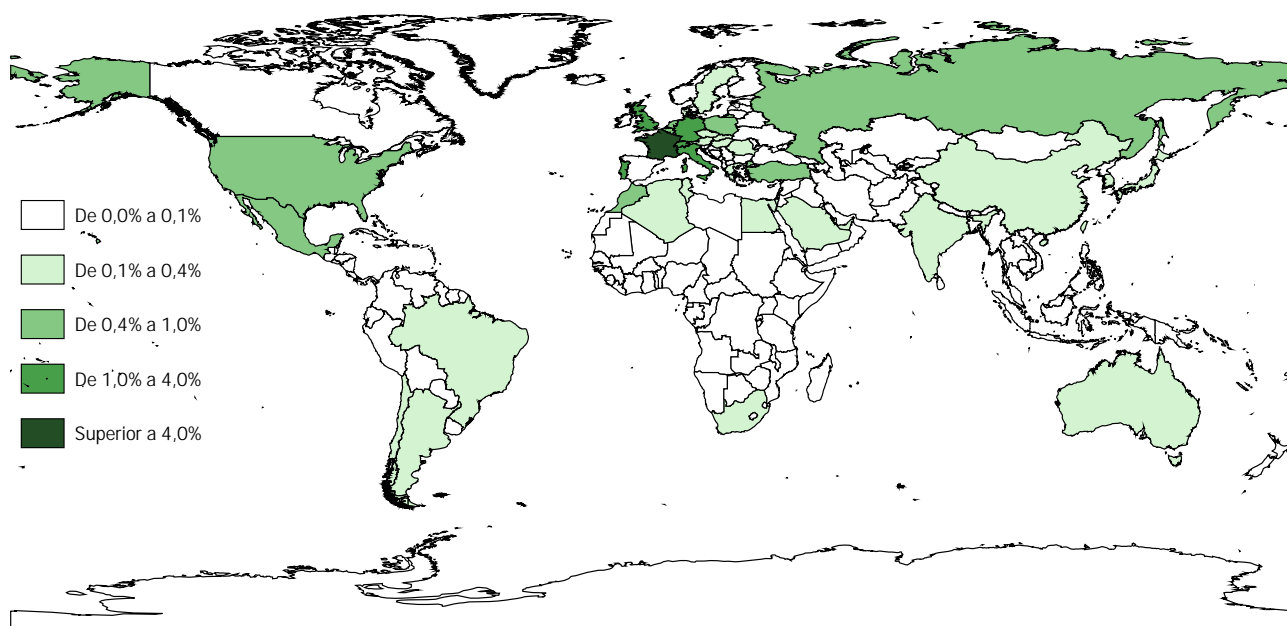 De 0,0% a 0,1%
De 0,1% a 0,4%
De 0,4% a 1,0%
De 1,0% a 4,0%
Superior a 4,0%